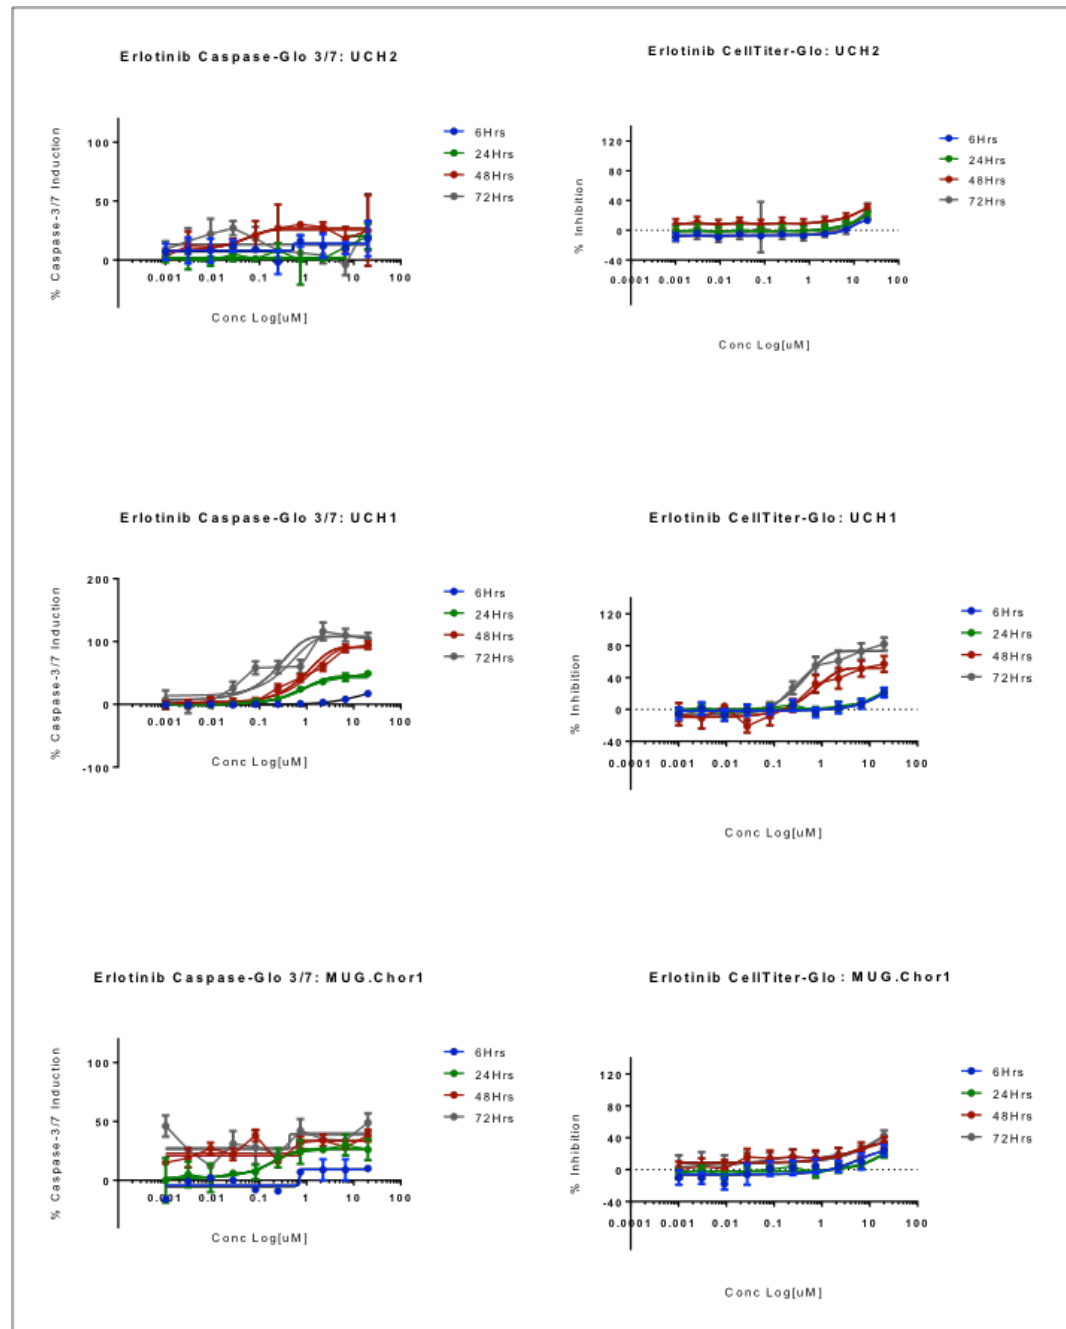 Erlotinib Caspase-Glo 3/7: UCH2
% Caspase-3/7 Induction
100
50
0
0.001 0.01 0.1 1 10 100
Conc Log[uM]
6Hrs
24Hrs
48Hrs
72Hrs
Erlotinib CellTiter-Glo: UCH2
% Inhibition
120
80
40
0
-40
0.0001 0.001 0.01 0.1 1 10 100
Conc Log[uM]
6Hrs
24Hrs
48Hrs
72Hrs
Erlotinib Caspase-Glo 3/7: UCH1
% Caspase-3/7 Induction
200
100
0
-100
0.001 0.01 0.1 1 10 100
Conc Log[uM]
6Hrs
24Hrs
48Hrs
72Hrs
Erlotinib CellTiter-Glo: UCH1
% Inhibition
120
80
40
0
-40
0.0001 0.001 0.01 0.1 1 10 100
Conc Log[uM]
6Hrs
24Hrs
48Hrs
72Hrs
Erlotinib Caspase-Glo 3/7: MUG.Chor1
% Caspase-3/7 Induction
100
50
0
0.001 0.01 0.1 1 10 100
Conc Log[uM]
6Hrs
24Hrs
48Hrs
72Hrs
Erlotinib CellTiter-Glo: MUG.Chor1
% Inhibition
120
80
40
0
-40
0.0001 0.001 0.01 0.1 1 10 100
Conc Log[uM]
6Hrs
24Hrs
48Hrs
72Hrs